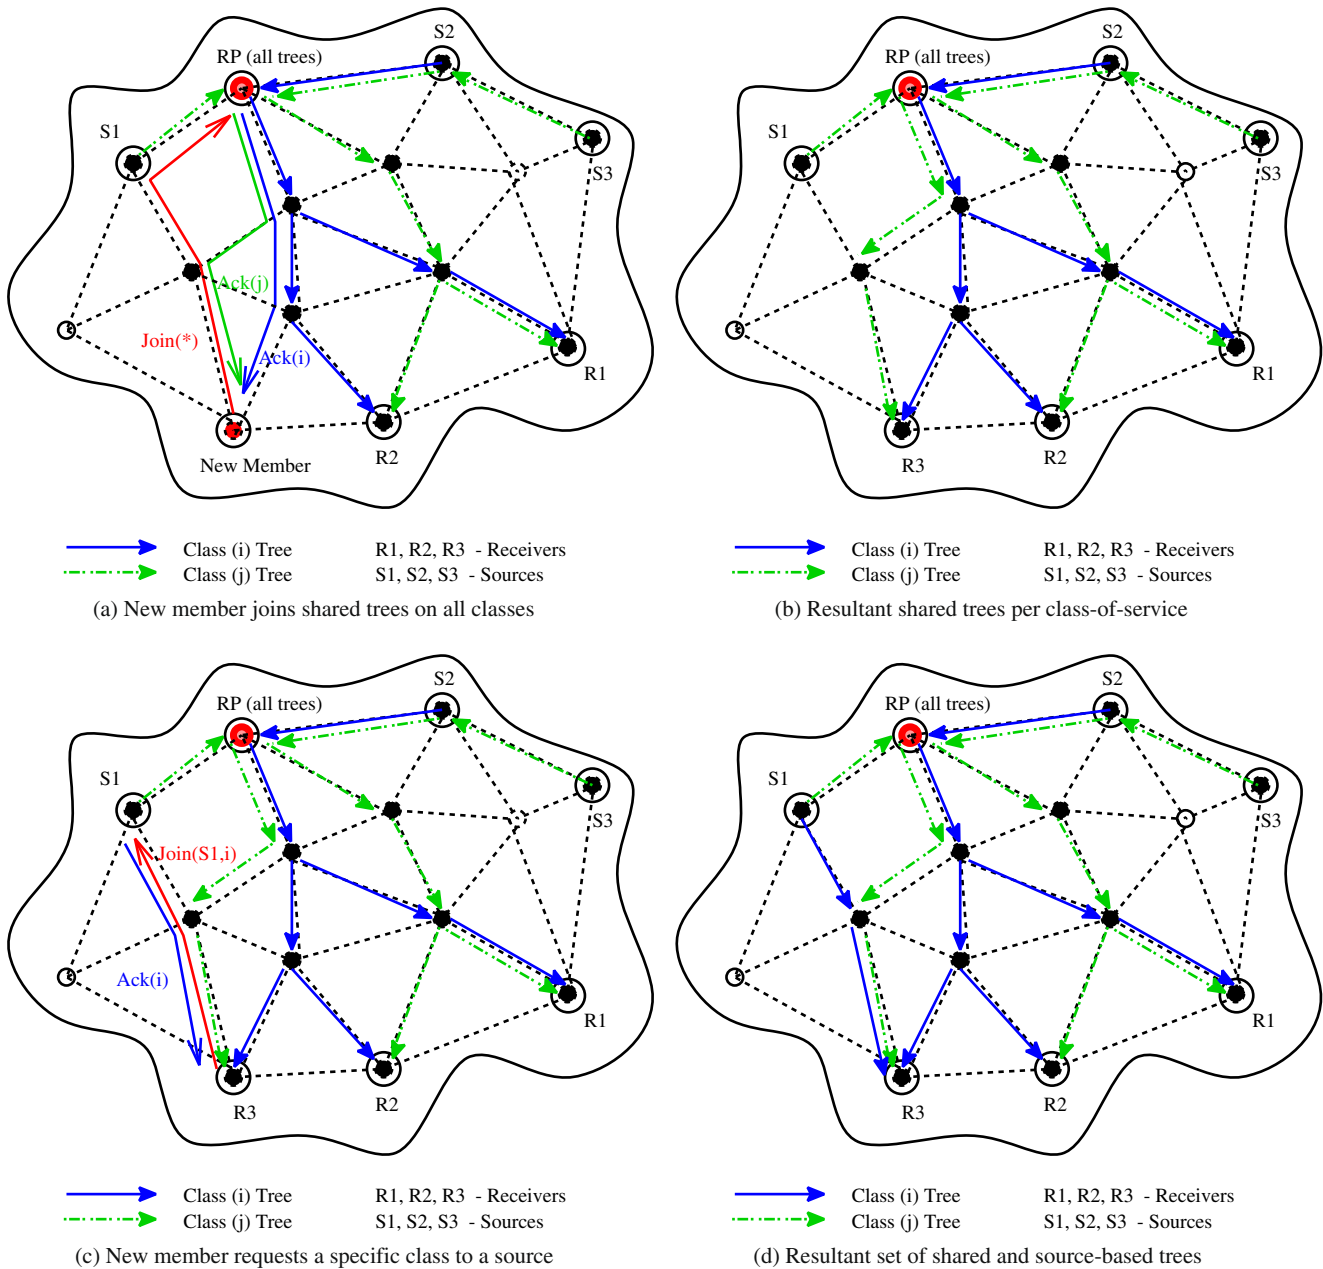 S2
RP (all trees)
S1
S3
Ack(j)
Join(*)
Ack(i)
R1
R2
New Member
Class (i) Tree
R1, R2, R3 - Receivers
Class (j) Tree
S1, S2, S3 - Sources
(a) New member joins shared trees on all classes
S2
RP (all trees)
S1
S3
R1
R2
R3
Class (i) Tree
R1, R2, R3 - Receivers
Class (j) Tree
S1, S2, S3 - Sources
(b) Resultant shared trees per class-of-service
S2
RP (all trees)
S1
S3
Join(S1,i)
Ack(i)
R1
R2
R3
Class (i) Tree
R1, R2, R3 - Receivers
Class (j) Tree
S1, S2, S3 - Sources
(c) New member requests a specific class to a source
S2
RP (all trees)
S1
S3
R1
R2
R3
Class (i) Tree
R1, R2, R3 - Receivers
Class (j) Tree
S1, S2, S3 - Sources
(d) Resultant set of shared and source-based trees